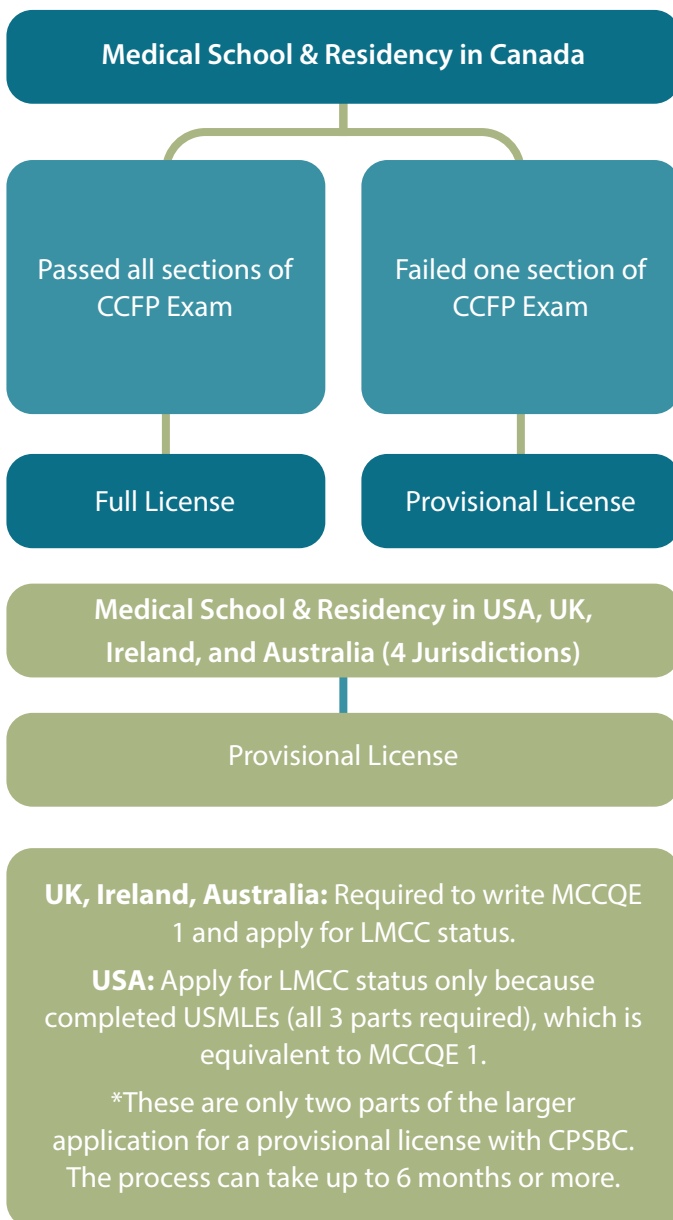 Medical School & Residency in Canada
Passed all sections of
CCFP Exam
Failed one section of
CCFP Exam
Full License
Provisional License
Medical School & Residency in USA, UK,
Ireland, and Australia (4 Jurisdictions)
Provisional License
UK, Ireland, Australia: Required to write MCCQE
1 and apply for LMCC status.
USA: Apply for LMCC status only because
completed USMLEs (all 3 parts required), which is
equivalent to MCCQE 1.
*These are only two parts of the larger
application for a provisional license with CPSBC.
The process can take up to 6 months or more.